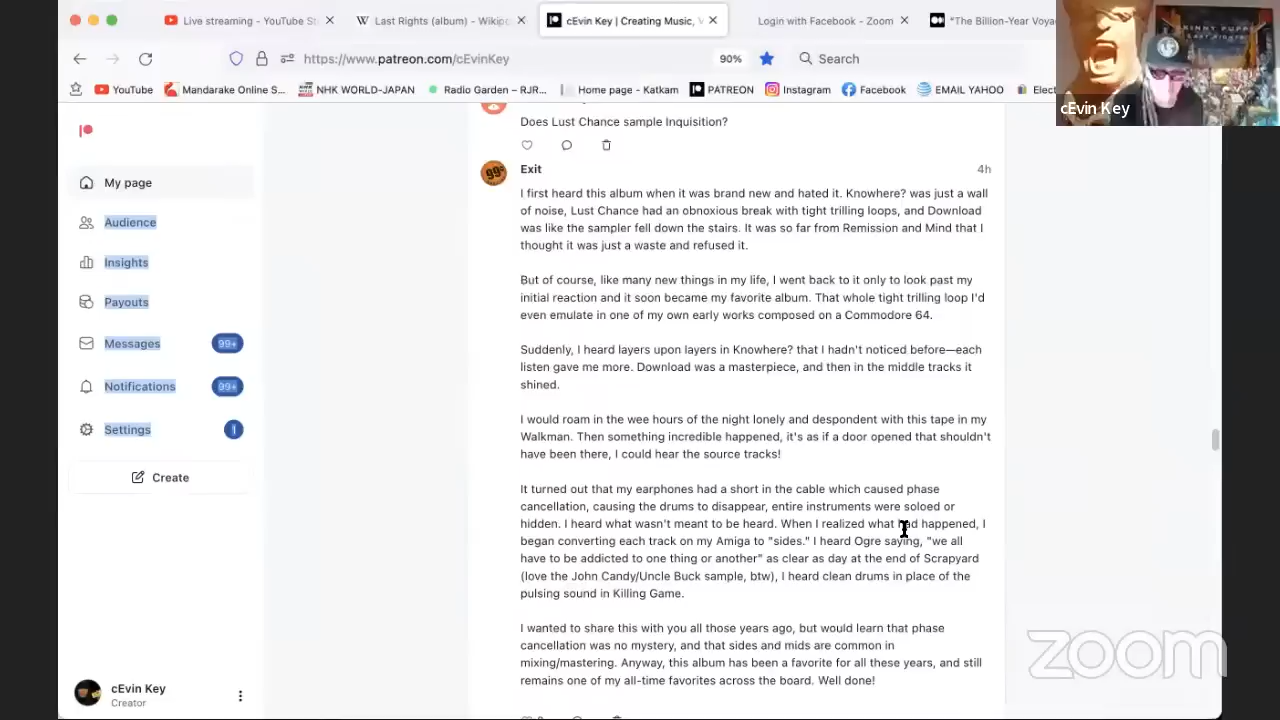 Live streaming - YouTube St
Last Rights (album) - Wikipe
cEvin Key | Creating Music, V
Login with Facebook - Zoom
"The Billion-Year Voya
https://www.patreon.com/cEvinKey
90%
Search
YouTube
Mandarake Online S...
NHK WORLD-JAPAN
Radio Garden – RJR...
Home page - Katkam
PATREON
Instagram
Facebook
EMAIL YAHOO
Elect
cEvin Key
My page
Audience
Insights
Payouts
Messages
99+
Notifications
99+
Settings
Create
cEvin Key
Creator
Does Lust Chance sample Inquisition?
Exit
4h
I first heard this album when it was brand new and hated it. Knowhere? was just a wall
of noise, Lust Chance had an obnoxious break with tight trilling loops, and Download
was like the sampler fell down the stairs. It was so far from Remission and Mind that I
thought it was just a waste and refused it.
But of course, like many new things in my life, I went back to it only to look past my
initial reaction and it soon became my favorite album. That whole tight trilling loop I'd
even emulate in one of my own early works composed on a Commodore 64.
Suddenly, I heard layers upon layers in Knowhere? that I hadn't noticed before—each
listen gave me more. Download was a masterpiece, and then in the middle tracks it
shined.
I would roam in the wee hours of the night lonely and despondent with this tape in my
Walkman. Then something incredible happened, it's as if a door opened that shouldn't
have been there, I could hear the source tracks!
It turned out that my earphones had a short in the cable which caused phase
cancellation, causing the drums to disappear, entire instruments were soloed or
hidden. I heard what wasn't meant to be heard. When I realized what had happened, I
began converting each track on my Amiga to "sides." I heard Ogre saying, "we all
have to be addicted to one thing or another" as clear as day at the end of Scrapyard
(love the John Candy/Uncle Buck sample, btw), I heard clean drums in place of the
pulsing sound in Killing Game.
I wanted to share this with you all those years ago, but would learn that phase
cancellation was no mystery, and that sides and mids are common in
mixing/mastering. Anyway, this album has been a favorite for all these years, and still
remains one of my all-time favorites across the board. Well done!
zoom